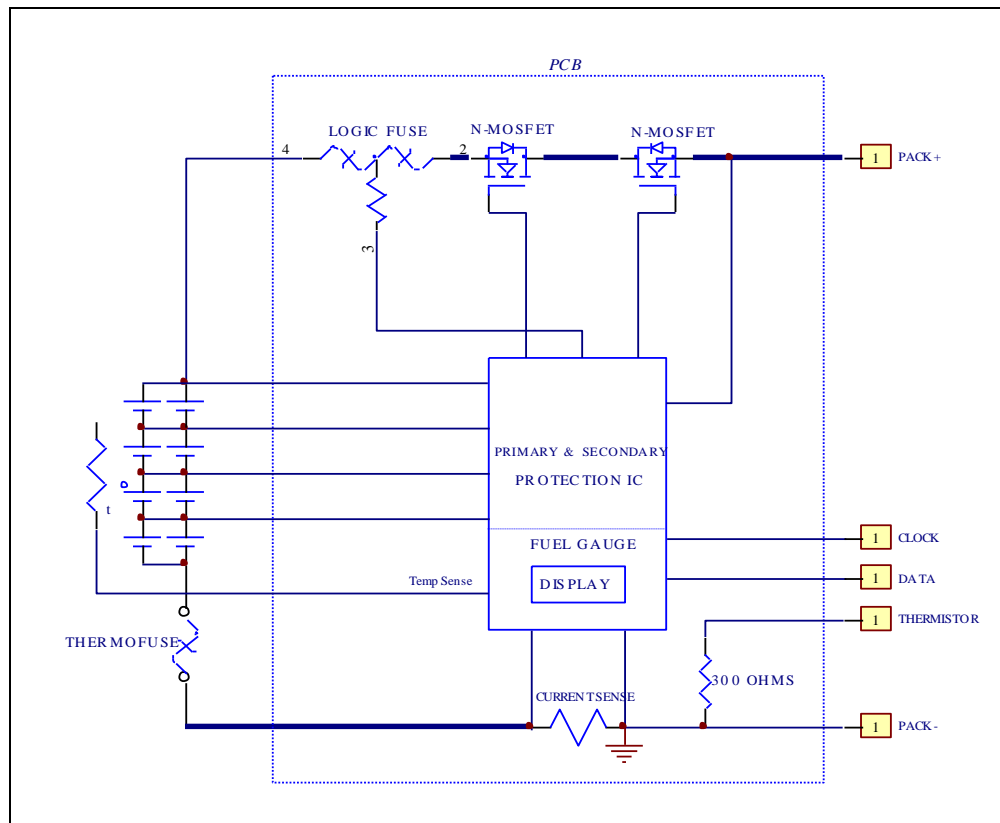 PCB
LOGIC FUSE
N-MOSFET
N-MOSFET
4
2
1
PACK+
3
PRIMARY & SECONDARY
PROTECTION IC
t
FUEL GAUGE
1
CLOCK
DISPLAY
Temp Sense
1
DATA
1
THERMISTOR
THERMOFUSE
300 OHMS
CURRENT SENSE
1
PACK-